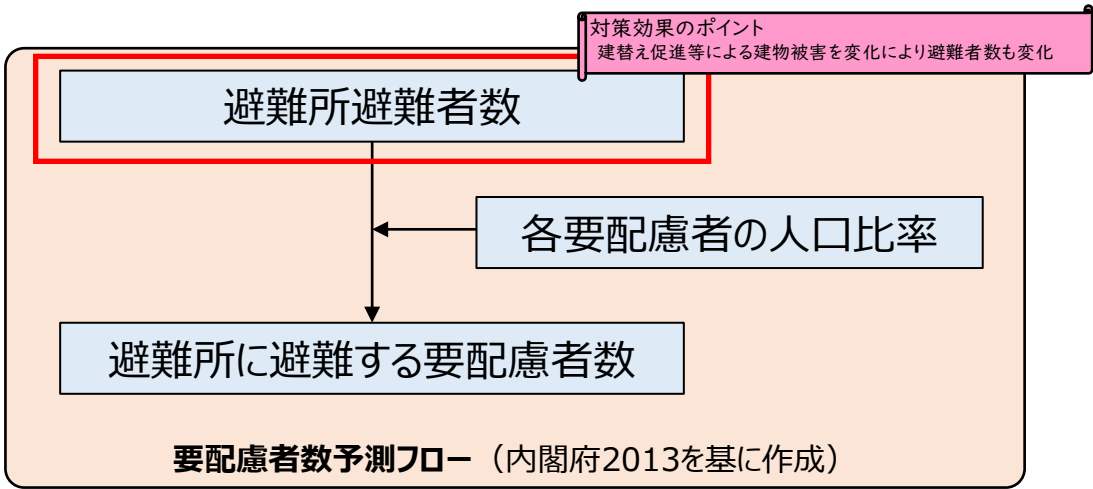 対策効果のポイント
建替え促進等による建物被害を変化により避難者数も変化
避難所避難者数
各要配慮者の人口比率
避難所に避難する要配慮者数
要配慮者数予測フロー（内閣府2013を基に作成）